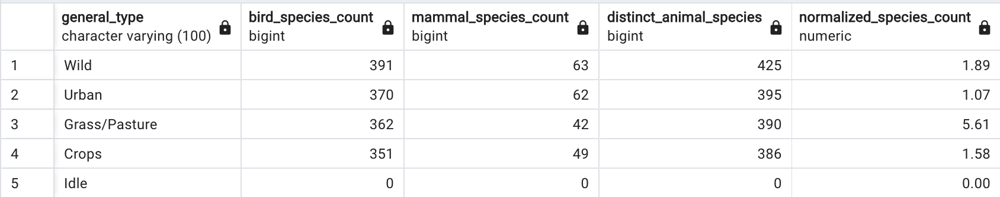 general_type bird_species_count mammal_species_count distinct_animal_species normalized_species_count
character varying (100) bigint bigint bigint numeric
1 Wild 391 63 425 1.89
2 Urban 370 62 395 1.07
3 Grass/Pasture 362 42 390 5.61
4 Crops 351 49 386 1.58
5 Idle 0 0 0 0.00